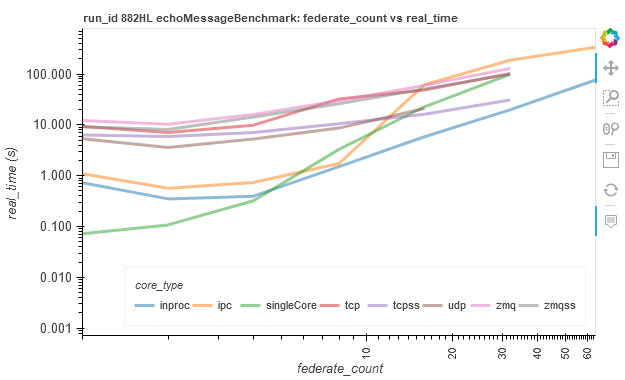 run_id 882HL echoMessageBenchmark: federate_count vs real_time
100.000
10.000
1.000
0.100
0.010
0.001
real_time (s)
core_type
inproc ipc singleCore tcp tcpss udp zmq zmqss
10 20 30 40 50 60
federate_count